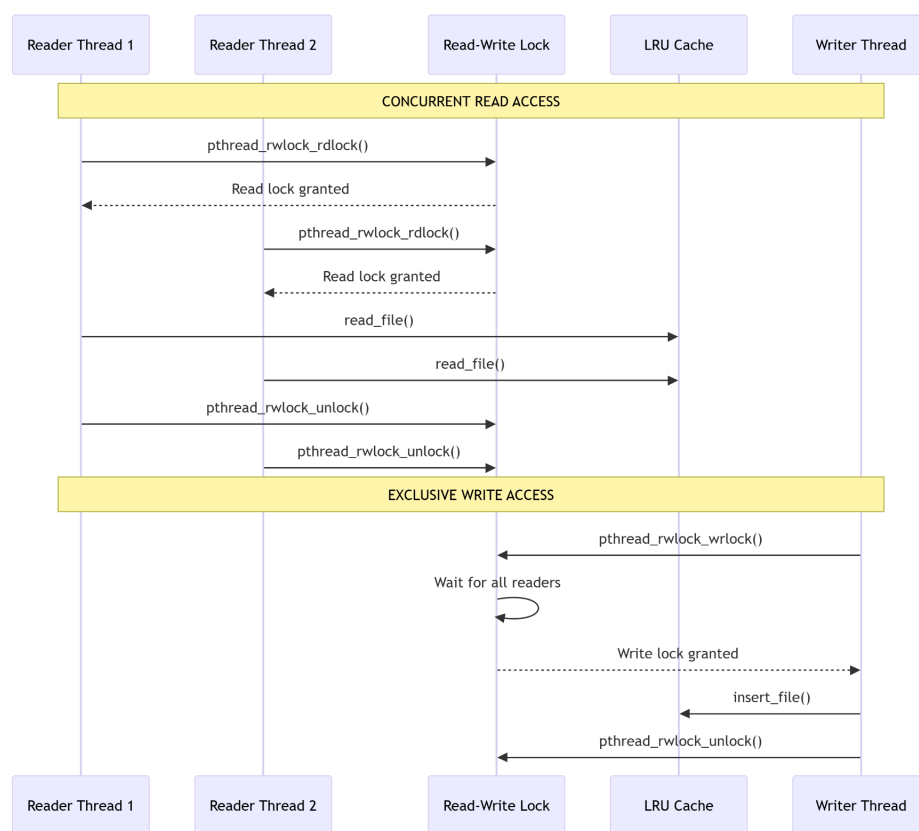 Reader Thread 1
Reader Thread 2
Read-Write Lock
LRU Cache
Writer Thread
CONCURRENT READ ACCESS
pthread_rwlock_rdlock()
Read lock granted
pthread_rwlock_rdlock()
Read lock granted
read_file()
read_file()
pthread_rwlock_unlock()
pthread_rwlock_unlock()
EXCLUSIVE WRITE ACCESS
pthread_rwlock_wrlock()
Wait for all readers
Write lock granted
insert_file()
pthread_rwlock_unlock()
Reader Thread 1
Reader Thread 2
Read-Write Lock
LRU Cache
Writer Thread